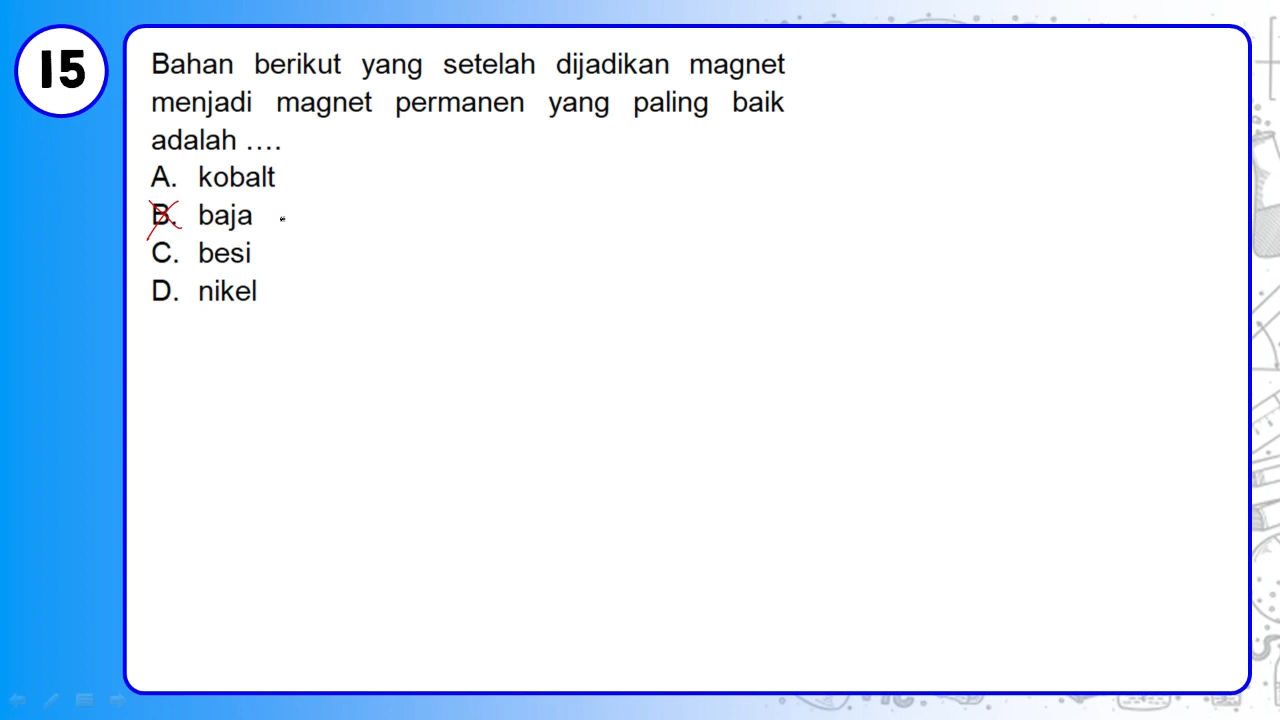 15
Bahan berikut yang setelah dijadikan magnet
menjadi magnet permanen yang paling baik
adalah ....
A. kobalt
B. baja
C. besi
D. nikel